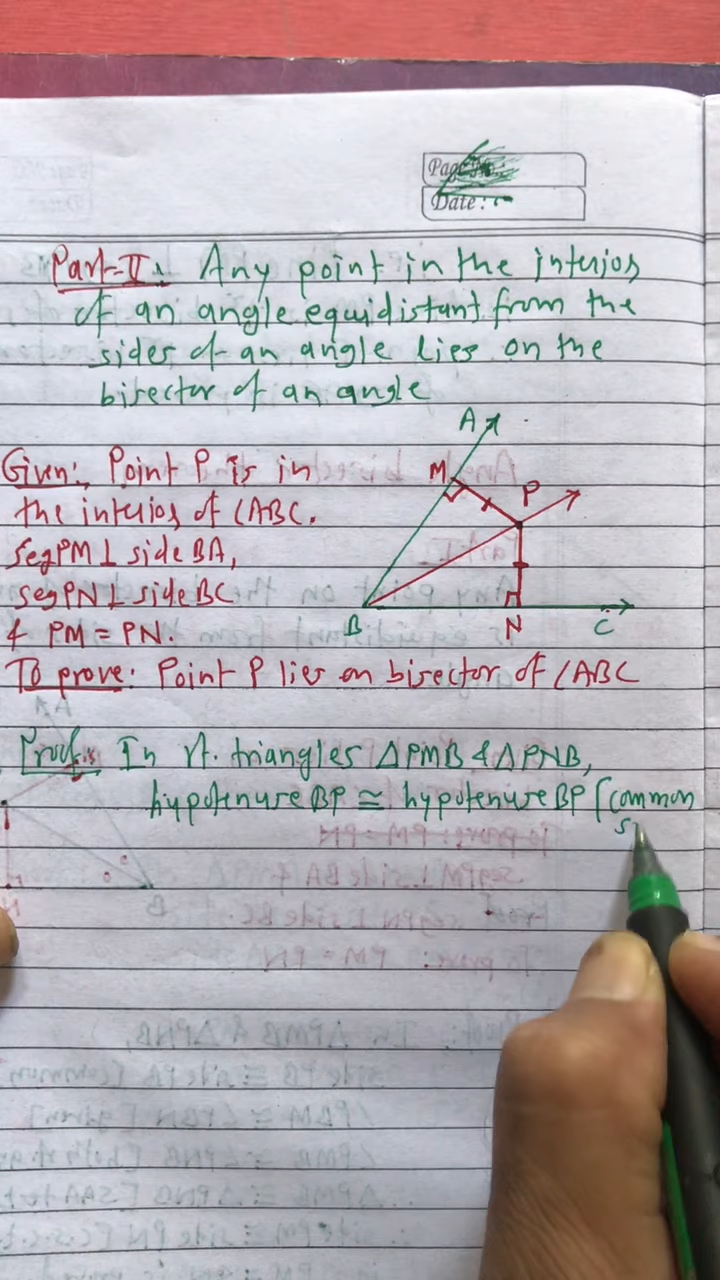 Page No.:
Date:
Part-II: Any point in the interior
of an angle equidistant from the
sides of an angle lies on the
bisector of an angle
A
Given: Point P is in
M
P
the interior of ∠ABC.
seg PM ⊥ side BA,
seg PN ⊥ side BC
B
N
C
& PM = PN.
To prove: Point P lies on bisector of ∠ABC
Proof: In rt. triangles ΔPMB & ΔPNB,
hypotenuse BP ≅ hypotenuse BP [common
s